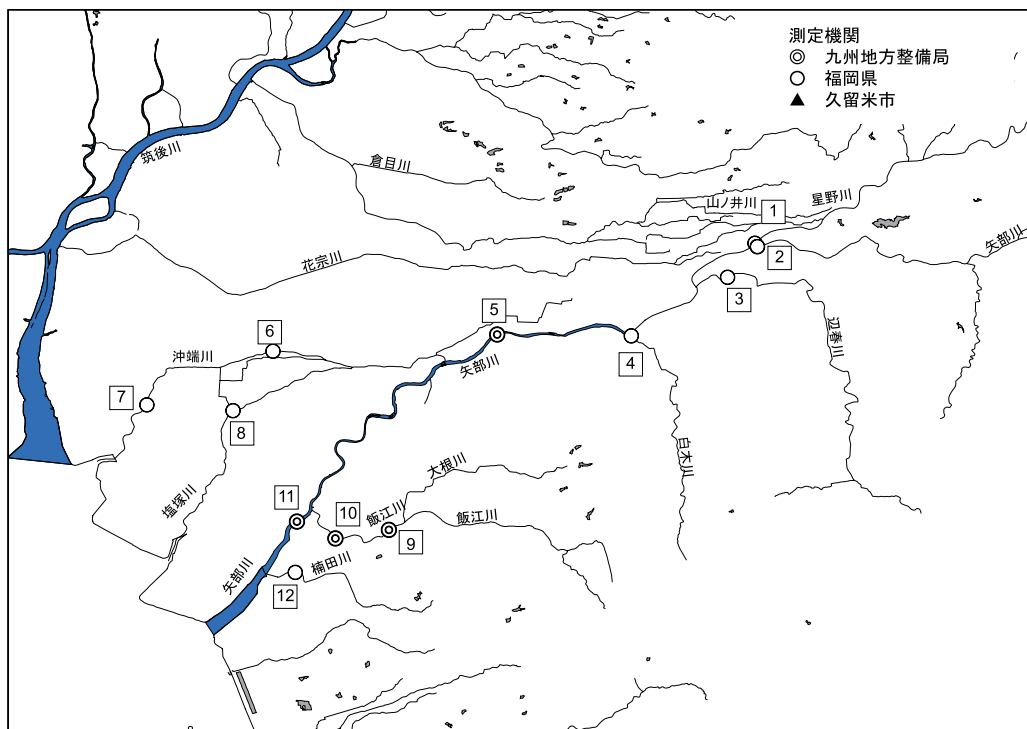 測定機関
◎ 九州地方整備局
○ 福岡県
▲ 久留米市
筑後川
倉目川
山ノ井川
星野川
1
矢部川
2
花宗川
3
辺春川
5
4
6
沖端川
矢部川
7
8
白木川
大根川
塩塚川
11
10
飯江川
飯江川
9
矢部川
楠田川
12